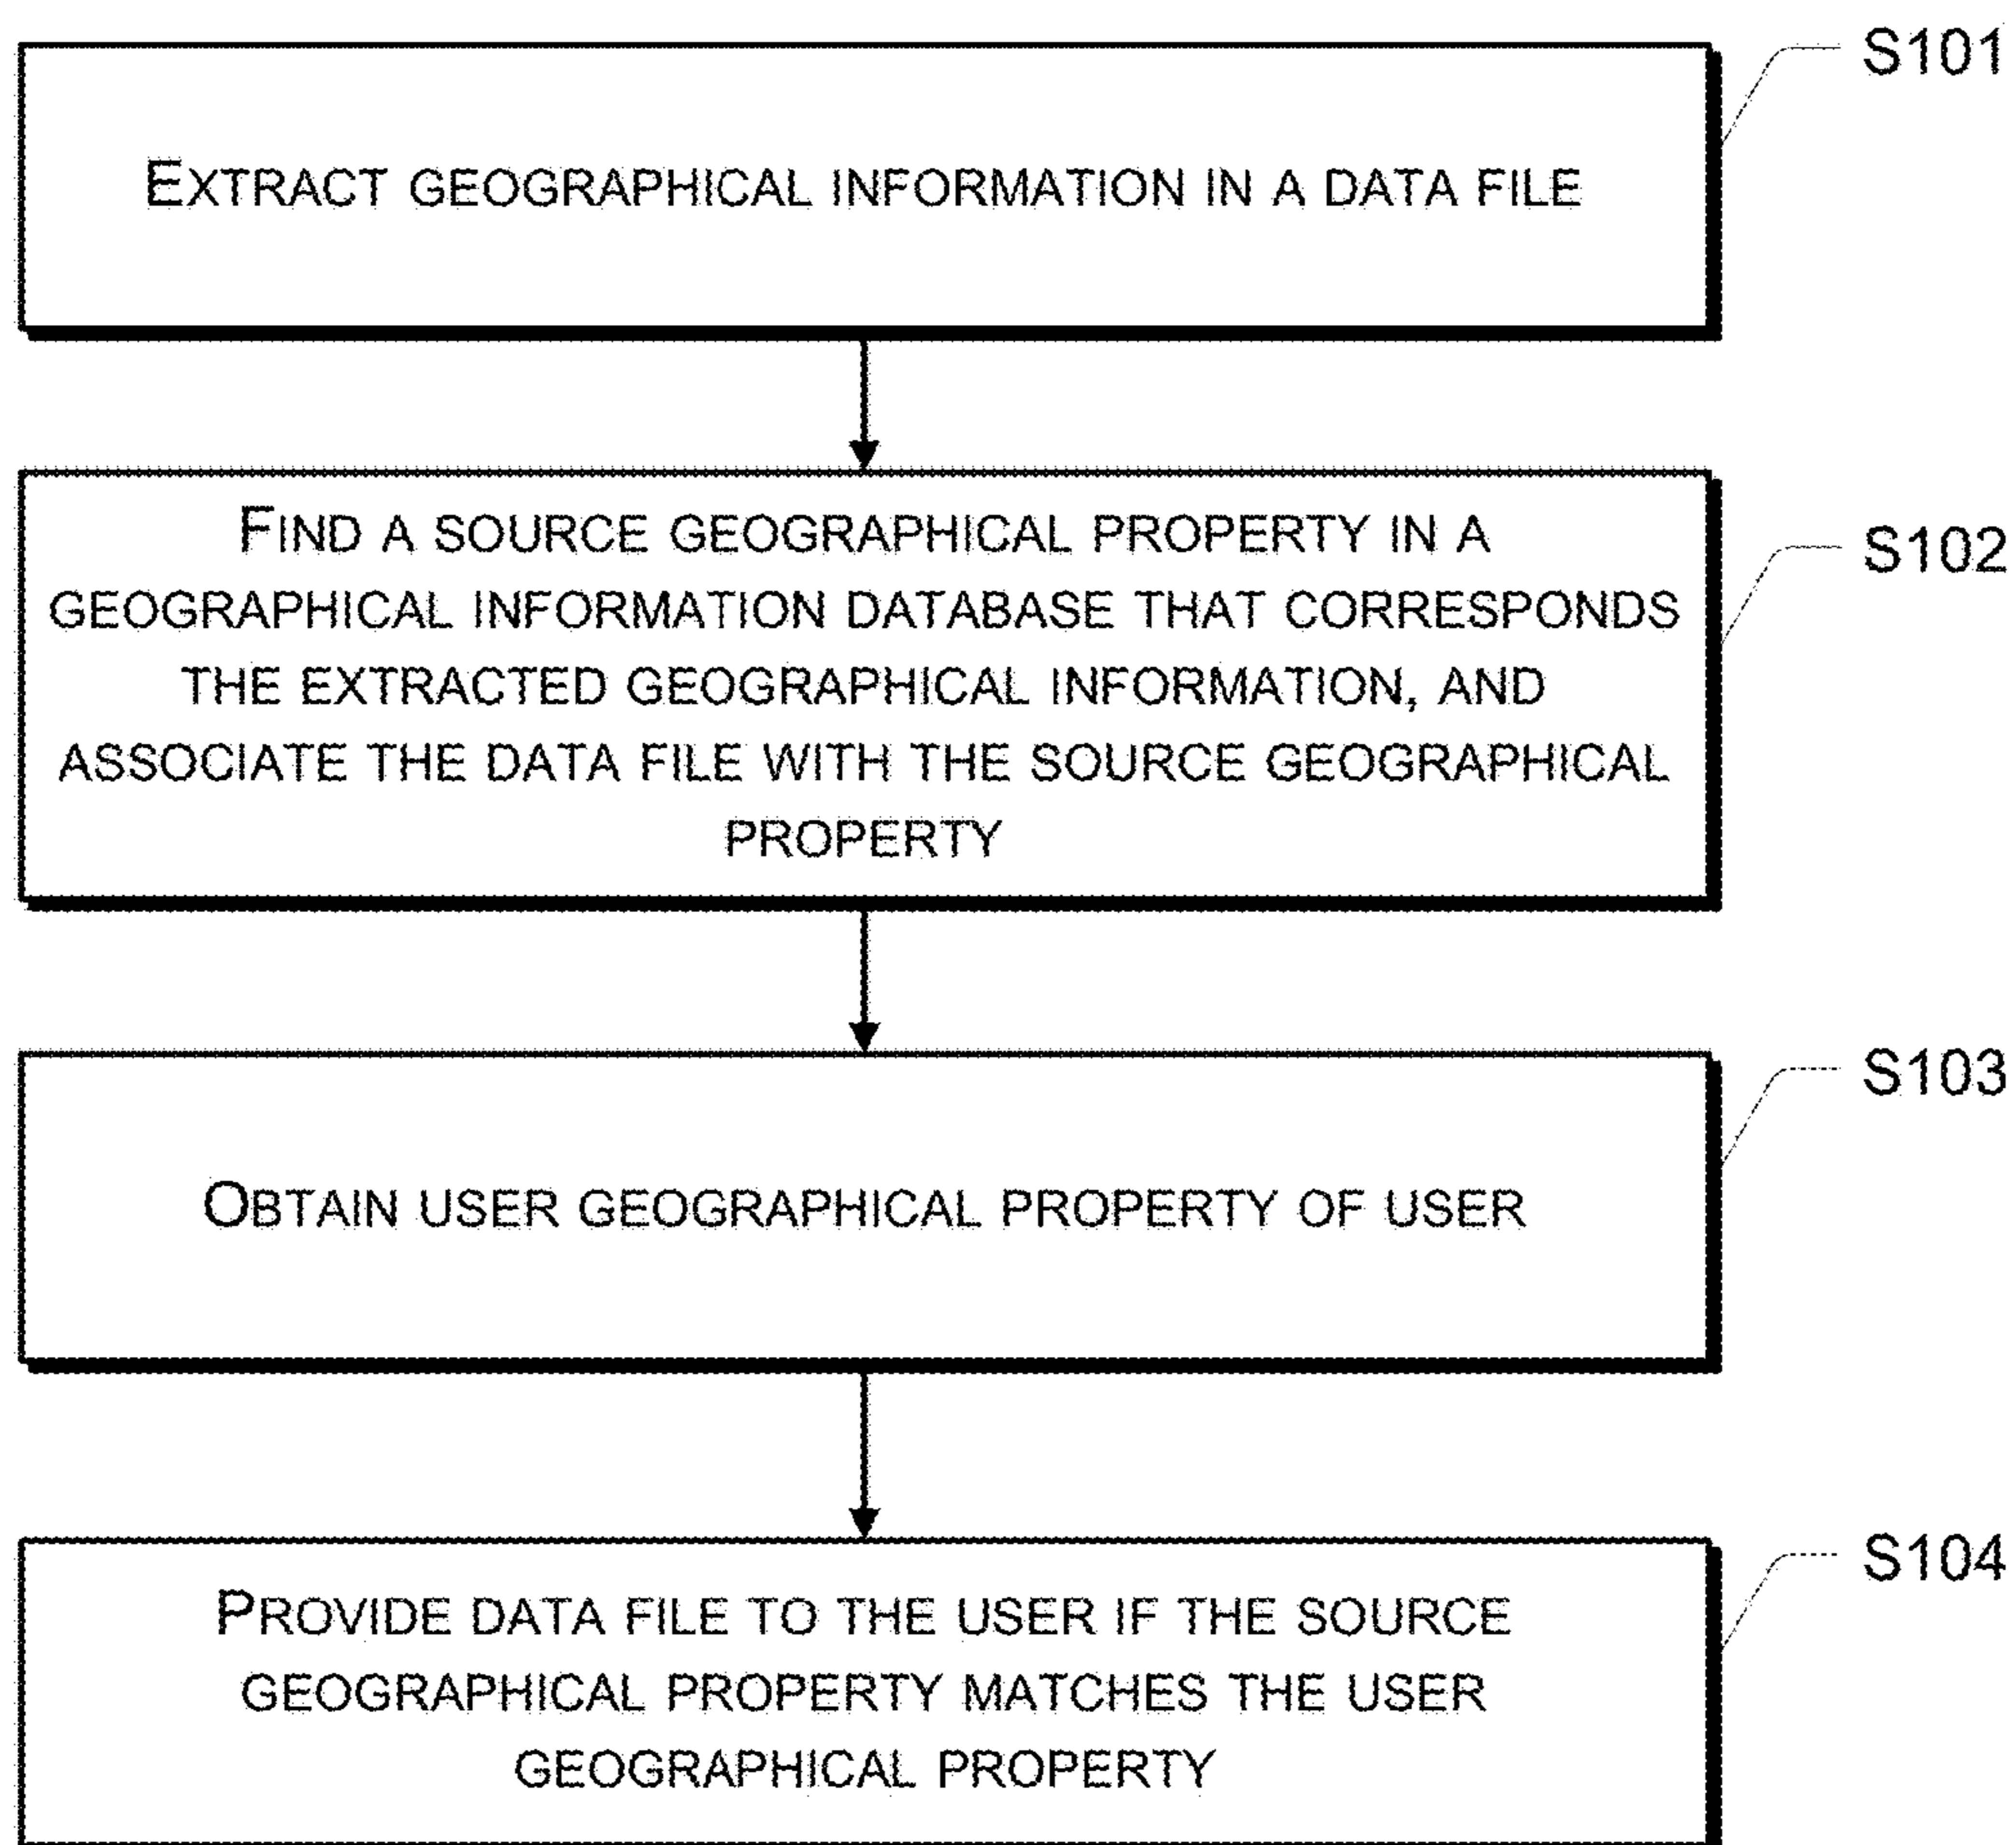 S101
EXTRACT GEOGRAPHICAL INFORMATION IN A DATA FILE
FIND A SOURCE GEOGRAPHICAL PROPERTY IN A
GEOGRAPHICAL INFORMATION DATABASE THAT CORRESPONDS
THE EXTRACTED GEOGRAPHICAL INFORMATION, AND
ASSOCIATE THE DATA FILE WITH THE SOURCE GEOGRAPHICAL
PROPERTY
S102
S103
OBTAIN USER GEOGRAPHICAL PROPERTY OF USER
S104
PROVIDE DATA FILE TO THE USER IF THE SOURCE
GEOGRAPHICAL PROPERTY MATCHES THE USER
GEOGRAPHICAL PROPERTY